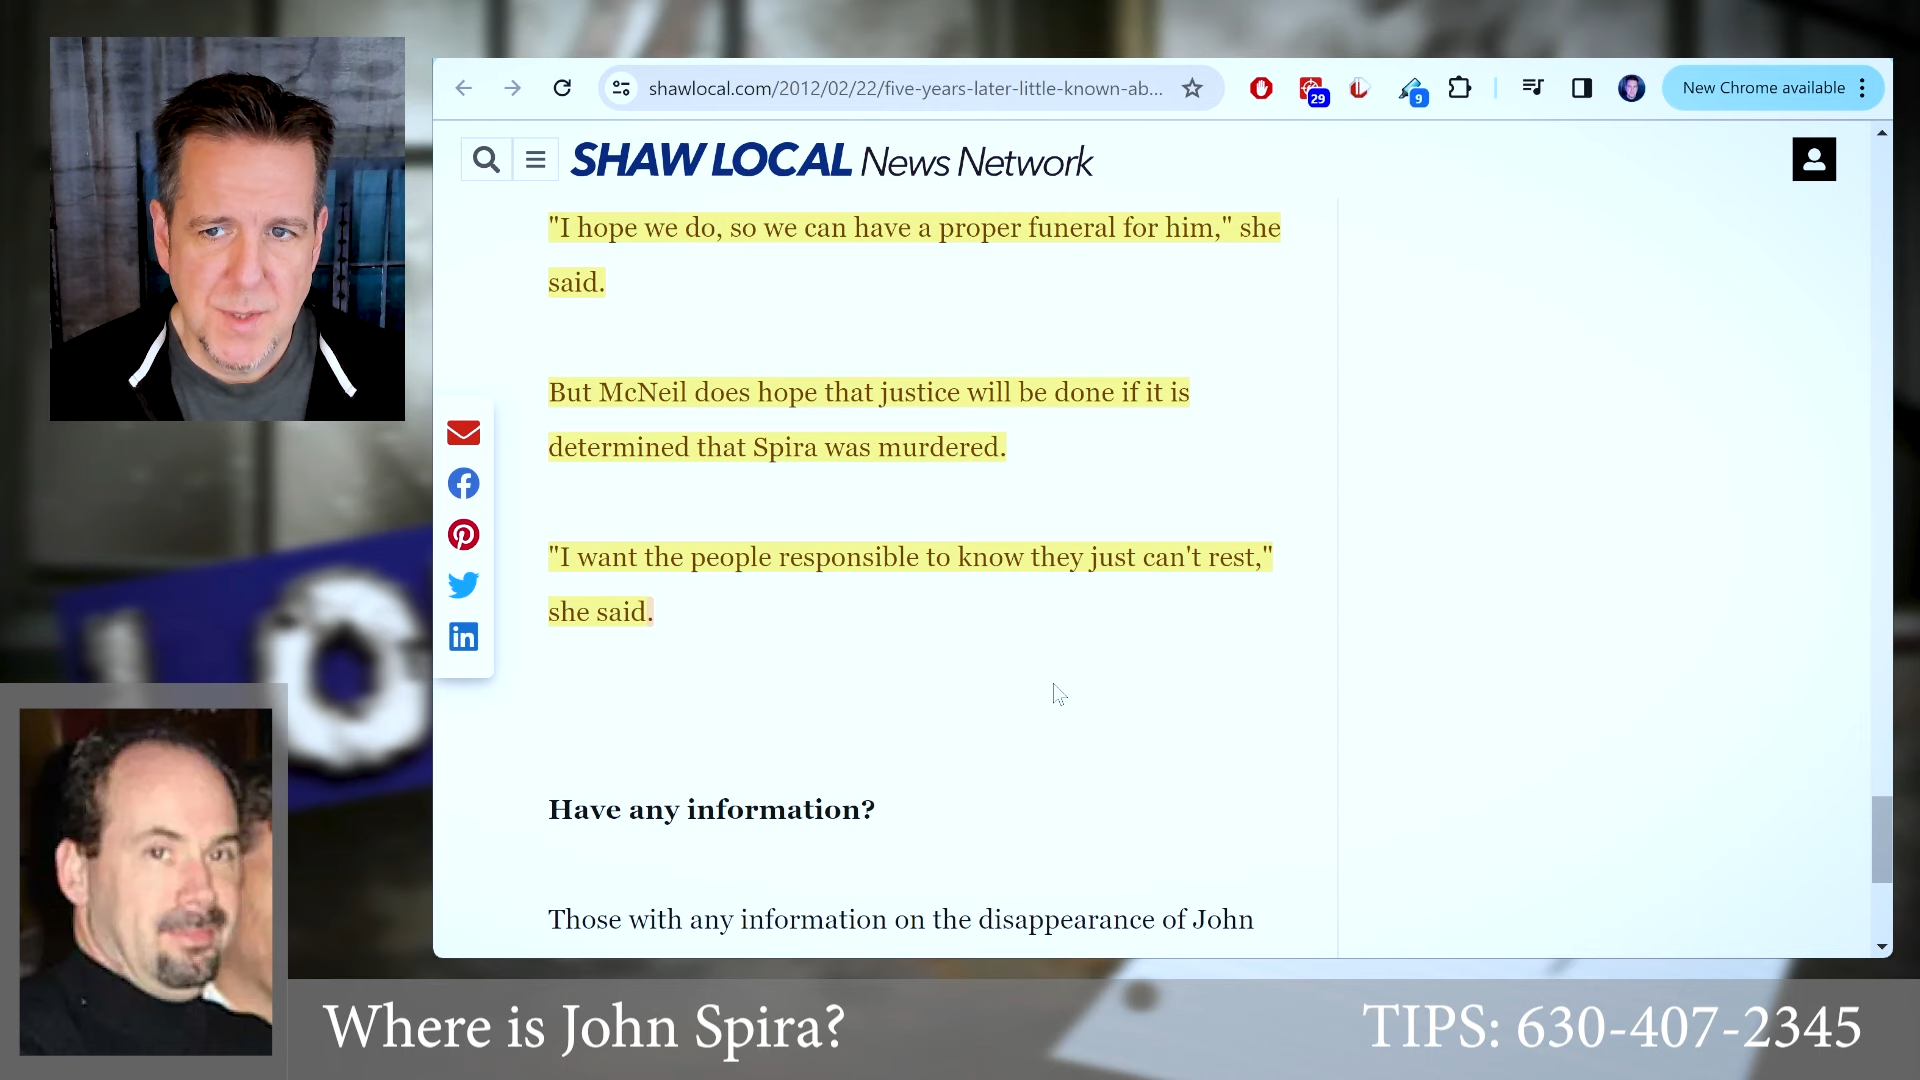 shawlocal.com/2012/02/22/five-years-later-little-known-ab...
29
9
New Chrome available
SHAW LOCAL News Network
"I hope we do, so we can have a proper funeral for him," she
said.
But McNeil does hope that justice will be done if it is
determined that Spira was murdered.
"I want the people responsible to know they just can't rest,"
she said.
Have any information?
Those with any information on the disappearance of John
Where is John Spira?
TIPS: 630-407-2345